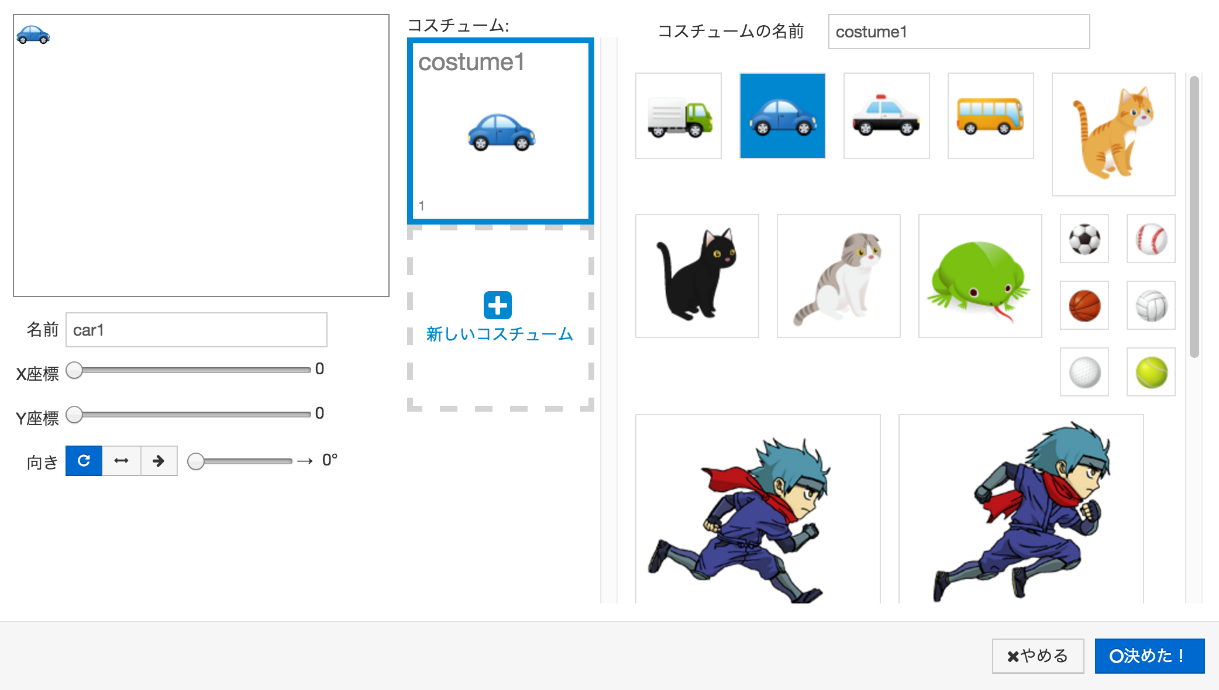 コスチューム:
costume1
1
新しいコスチューム
コスチュームの名前 costume1
名前 car1
X座標 0
Y座標 0
向き → 0°
✖やめる
O決めた！